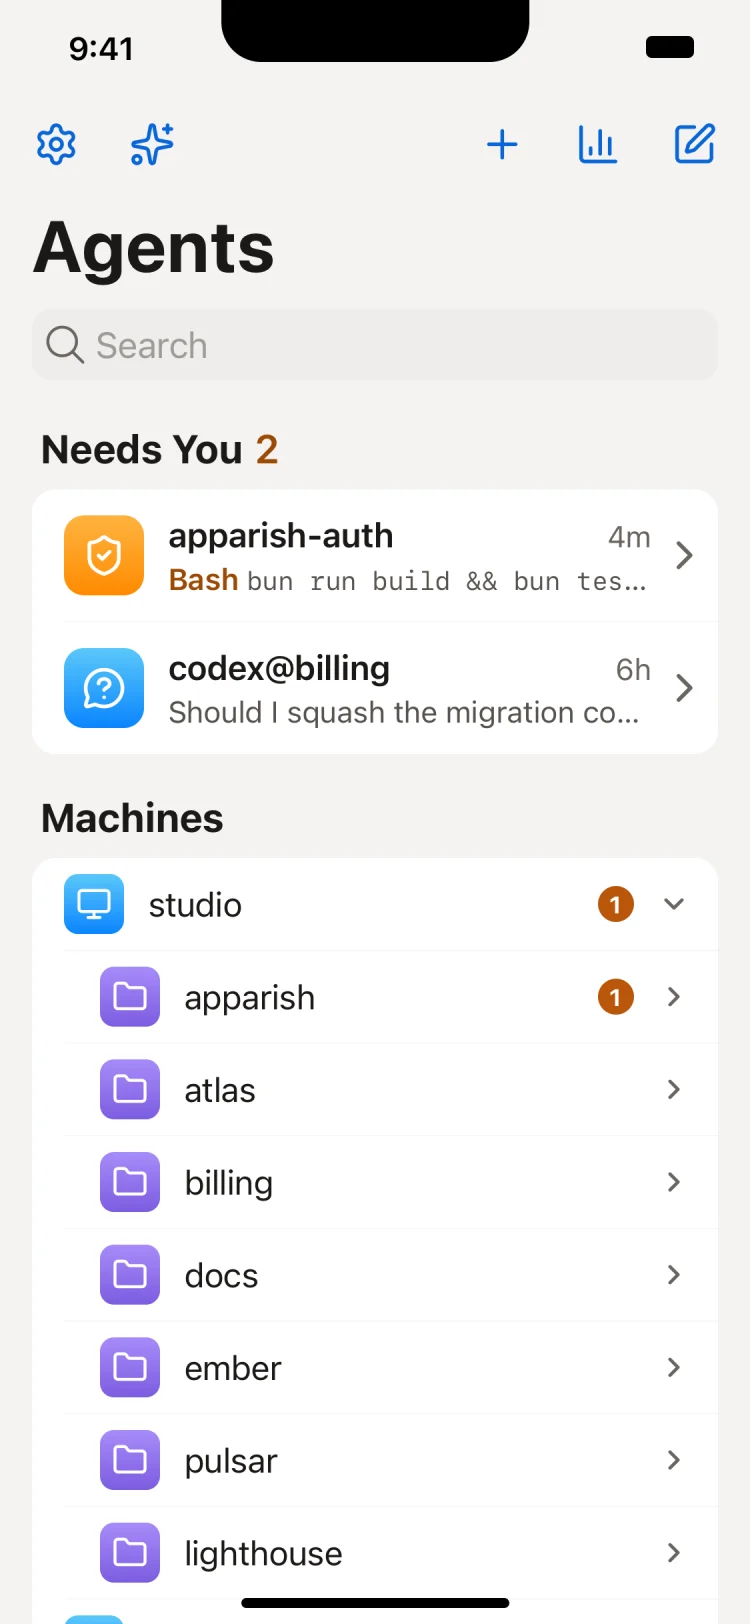 9:41
Agents
Search
Needs You 2
apparish-auth 4m
Bash bun run build && bun tes...
codex@billing 6h
Should I squash the migration co...
Machines
studio 1
apparish 1
atlas
billing
docs
ember
pulsar
lighthouse